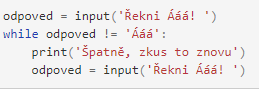 odpoved = input('Řekni Ááá! ')
while odpoved != 'Ááá':
    print('Špatně, zkus to znovu')
    odpoved = input('Řekni Ááá! ')